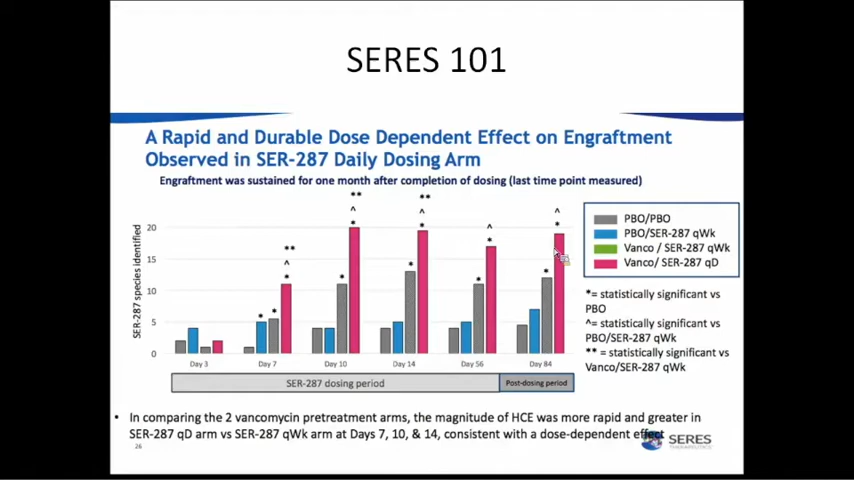 SERES 101
A Rapid and Durable Dose Dependent Effect on Engraftment
Observed in SER-287 Daily Dosing Arm
Engraftment was sustained for one month after completion of dosing (last time point measured)
SER-287 species identified
20
15
10
5
0
** ^ *
** ^ *
** ^ *
^ *
^ *
* *
*
*
*
*
Day 3
Day 7
Day 10
Day 14
Day 56
Day 84
SER-287 dosing period
Post-dosing period
PBO/PBO
PBO/SER-287 qWk
Vanco / SER-287 qWk
Vanco/ SER-287 qD
*= statistically significant vs
PBO
^= statistically significant vs
PBO/SER-287 qWk
** = statistically significant vs
Vanco/SER-287 qWk
• In comparing the 2 vancomycin pretreatment arms, the magnitude of HCE was more rapid and greater in
SER-287 qD arm vs SER-287 qWk arm at Days 7, 10, & 14, consistent with a dose-dependent effect
26
SERES
THERAPEUTICS